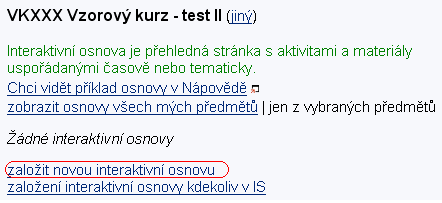 VKXXX Vzorový kurz - test II (jiný)
Interaktivní osnova je přehledná stránka s aktivitami a materiály
uspořádanými časově nebo tematicky.
Chci vidět příklad osnovy v Nápovědě
zobrazit osnovy všech mých předmětů | jen z vybraných předmětů
Žádné interaktivní osnovy
založit novou interaktivní osnovu
založení interaktivní osnovy kdekoliv v IS